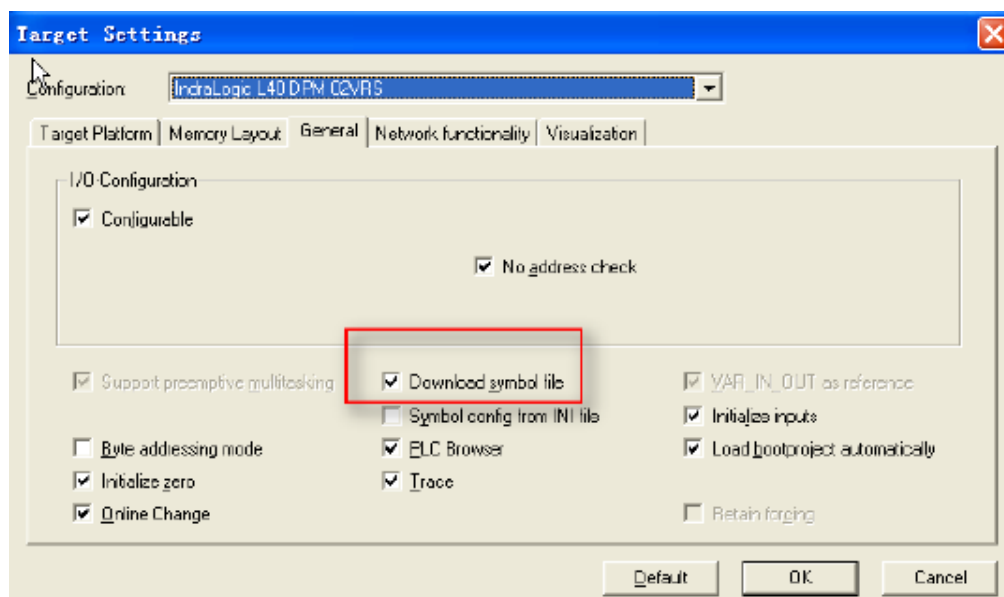 Target Settings
Configuration: IndraLogic L40 DPM 02VRS
Target Platform Memory Layout General Network functionality Visualization
I/O-Configuration
Configurable
No address check
Support preemptive multitasking Download symbol file VAR_IN_OUT as reference
Symbol config from INI file Initialize inputs
Byte addressing mode PLC Browser Load bootproject automatically
Initialize zero Trace
Online Change Retain forcing
Default OK Cancel